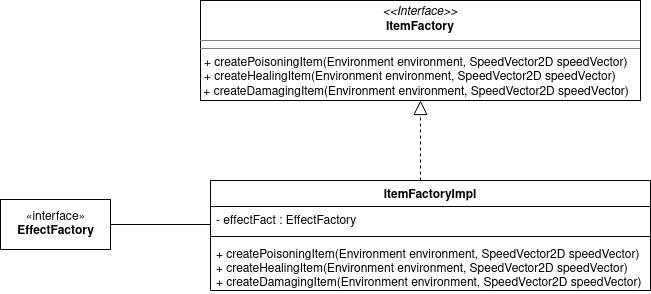 <<Interface>>
ItemFactory
+ createPoisoningItem(Environment environment, SpeedVector2D speedVector)
+ createHealingItem(Environment environment, SpeedVector2D speedVector)
+ createDamagingItem(Environment environment, SpeedVector2D speedVector)
ItemFactoryImpl
- effectFact : EffectFactory
+ createPoisoningItem(Environment environment, SpeedVector2D speedVector)
+ createHealingItem(Environment environment, SpeedVector2D speedVector)
+ createDamagingItem(Environment environment, SpeedVector2D speedVector)
«interface»
EffectFactory